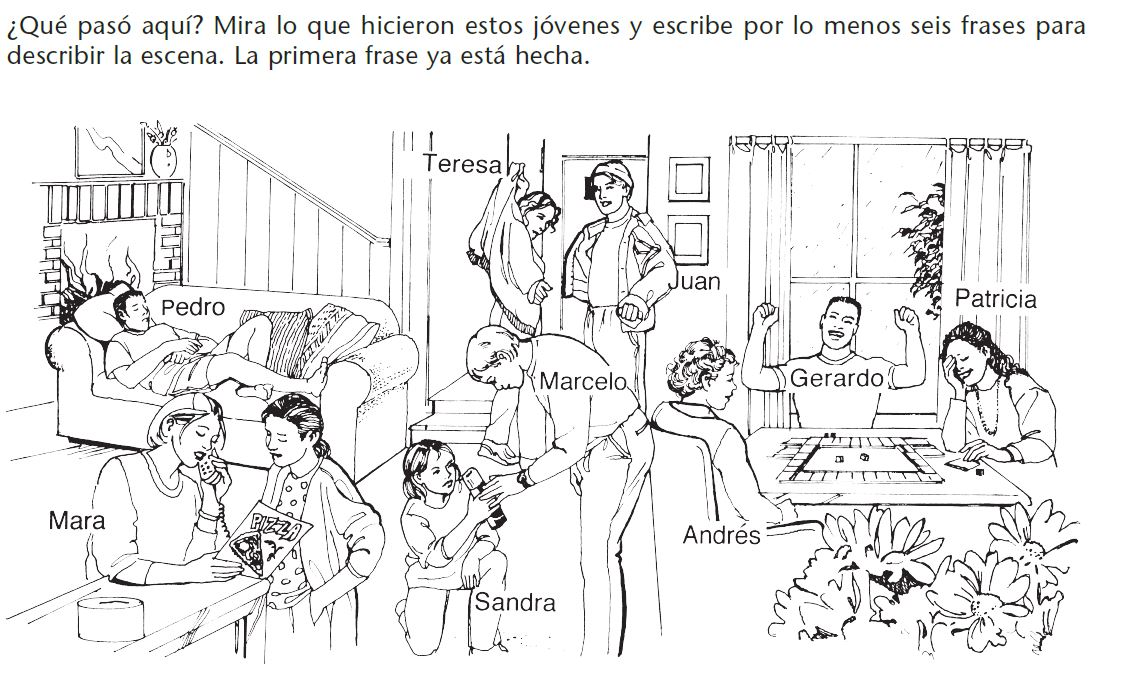 ¿Qué pasó aquí? Mira lo que hicieron estos jóvenes y escribe por lo menos seis frases para
describir la escena. La primera frase ya está hecha.
Teresa
Juan
Pedro
Patricia
Marcelo
Gerardo
Mara
PIZZA
Andrés
Sandra